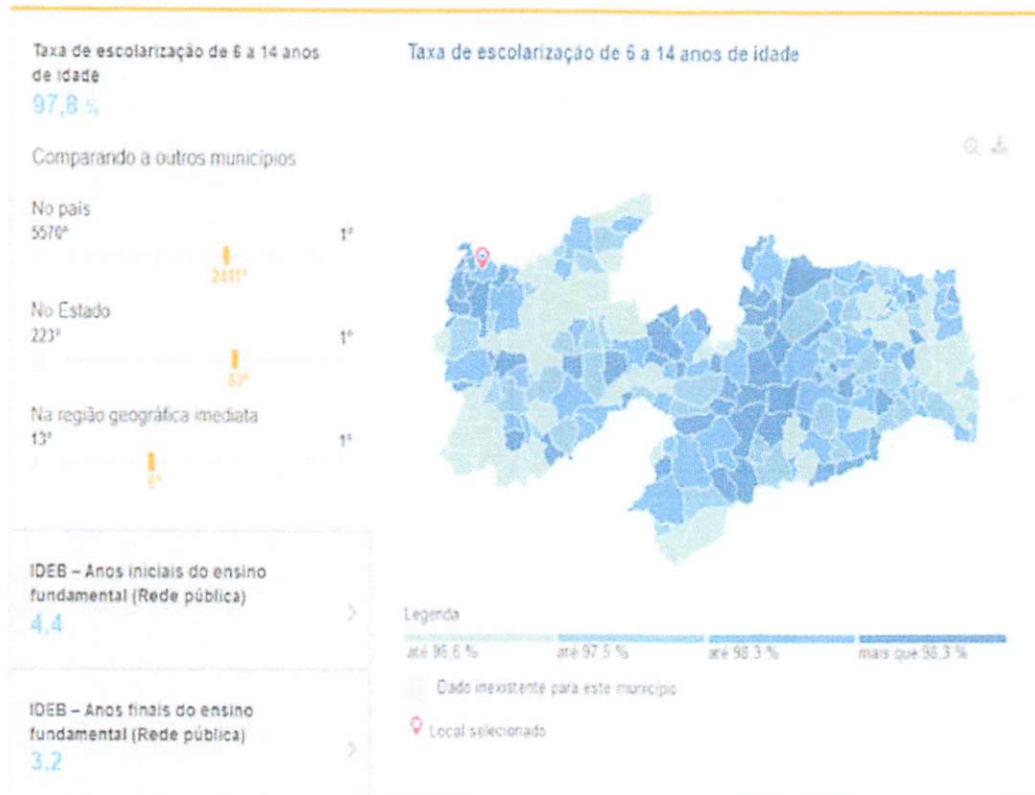 Taxa de escolarização de 6 a 14 anos
de idade
97,8 %
Comparando a outros municípios
No país
5570º
1º
2411º
No Estado
223º
1º
83º
Na região geográfica imediata
13º
1º
IDEB – Anos iniciais do ensino
fundamental (Rede pública)
4,4
IDEB – Anos finais do ensino
fundamental (Rede pública)
3,2
Taxa de escolarização de 6 a 14 anos de idade
Legenda
até 96,6 %
até 97,5 %
até 98,3 %
mais que 98,3 %
Dado inexistente para este município
Local selecionado